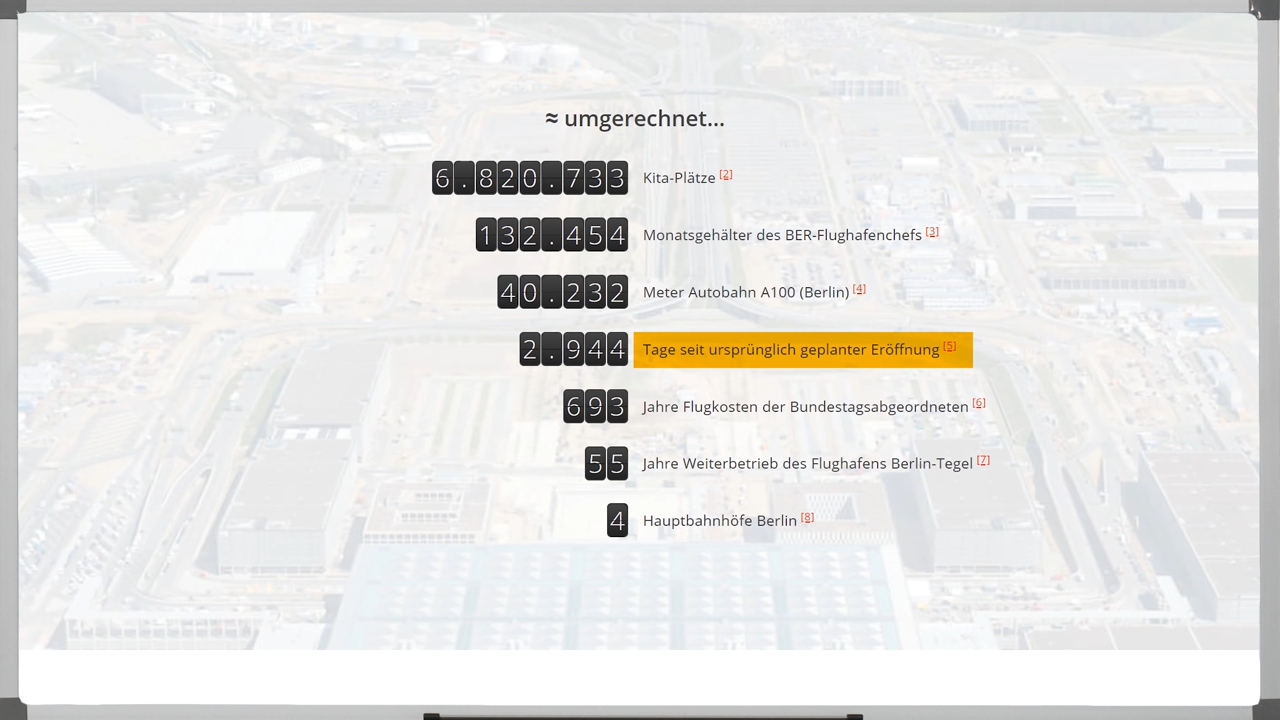 ≈ umgerechnet...
6.820.733 Kita-Plätze [2]
132.454 Monatsgehälter des BER-Flughafenchefs [3]
40.232 Meter Autobahn A100 (Berlin) [4]
2.944 Tage seit ursprünglich geplanter Eröffnung [5]
693 Jahre Flugkosten der Bundestagsabgeordneten [6]
55 Jahre Weiterbetrieb des Flughafens Berlin-Tegel [7]
4 Hauptbahnhöfe Berlin [8]